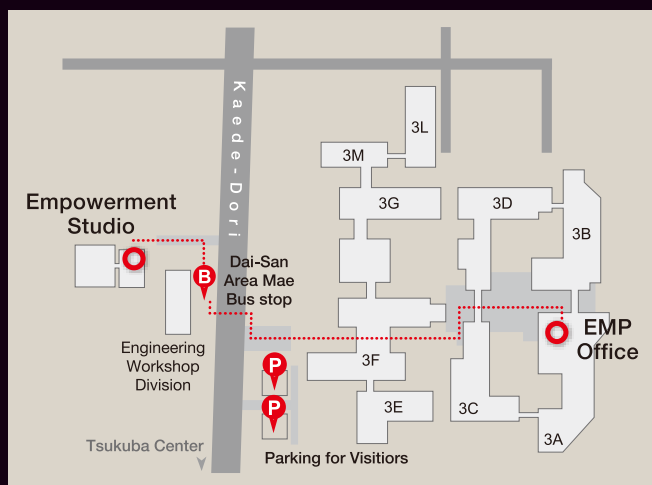 Kaede-Dori
3L
3M
3G
3D
3B
Empowerment
Studio
B
Dai-San
Area Mae
Bus stop
EMP
Office
Engineering
Workshop
Division
P
3F
P
3E
3C
3A
Tsukuba Center
Parking for Visitiors